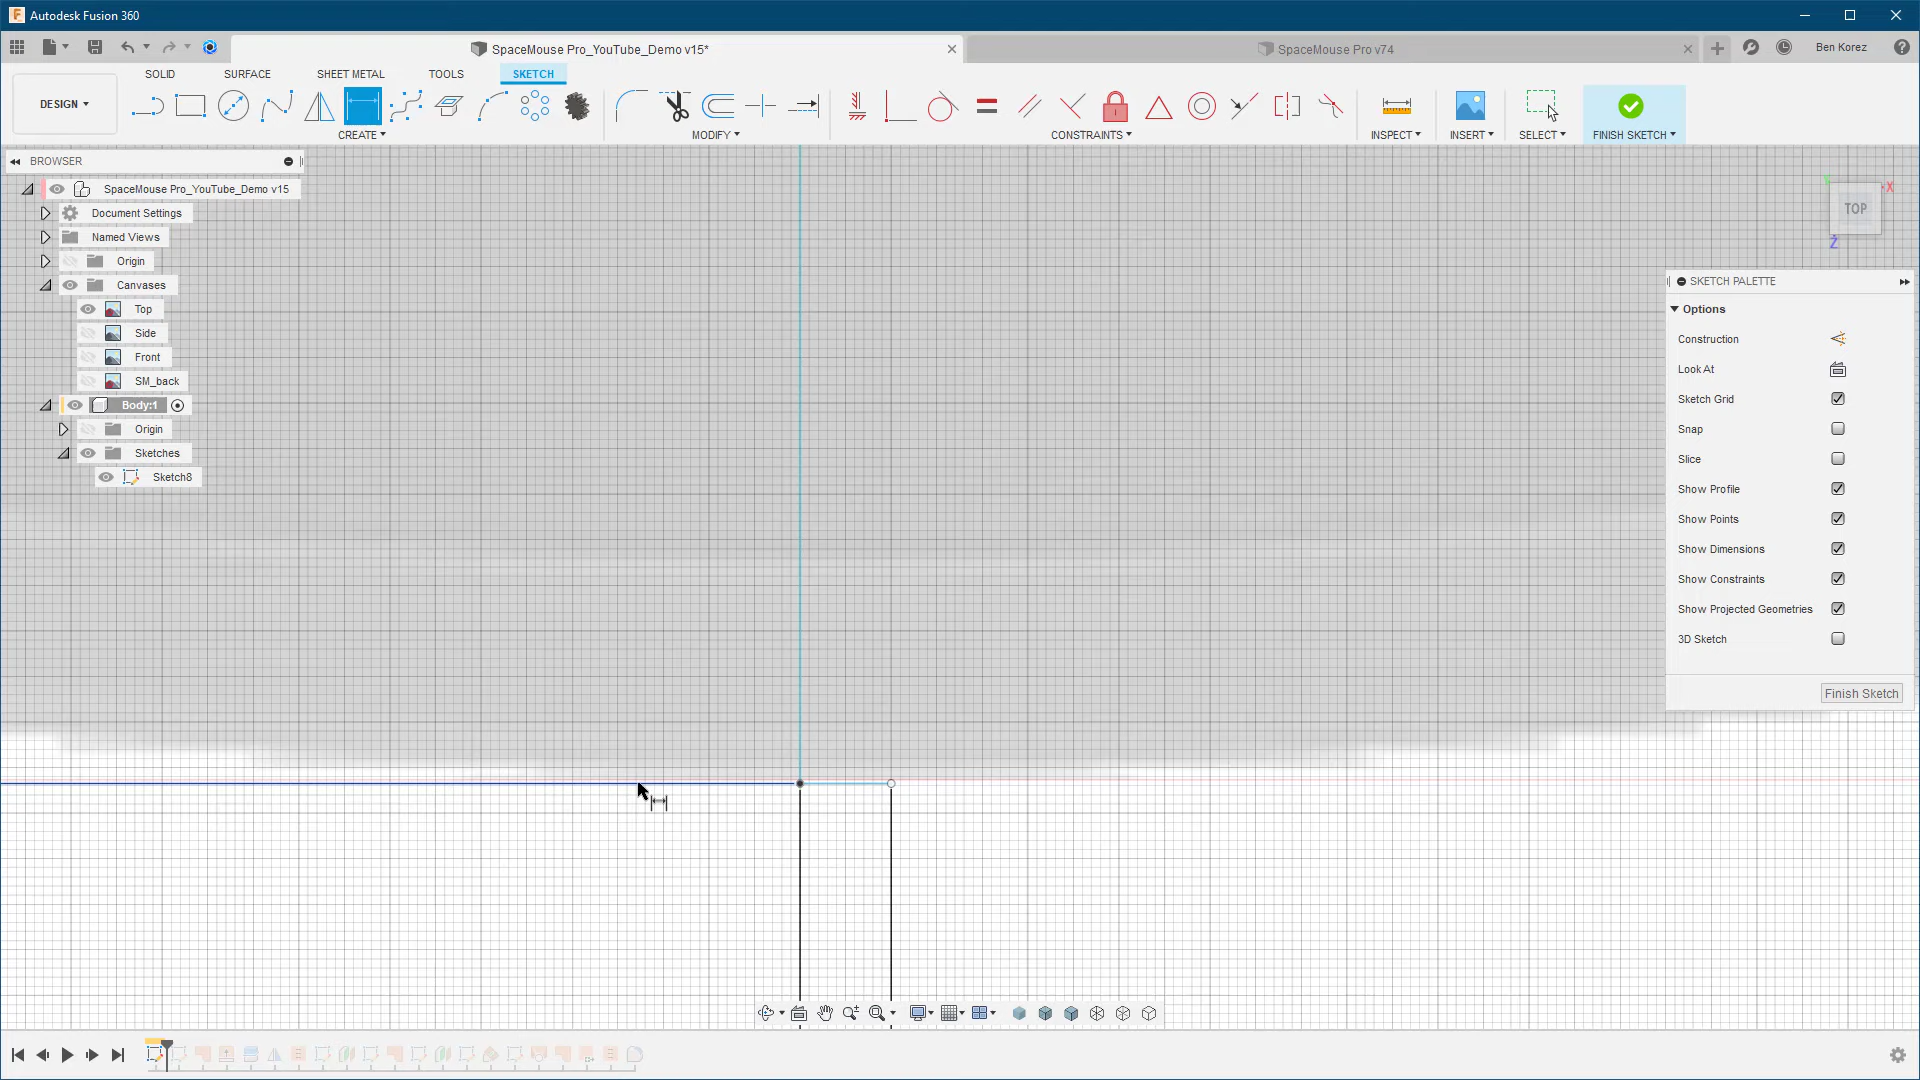 Autodesk Fusion 360
SpaceMouse Pro_YouTube_Demo v15*
SpaceMouse Pro v74
Ben Korez
SOLID SURFACE SHEET METAL TOOLS SKETCH
DESIGN
CREATE MODIFY CONSTRAINTS INSPECT INSERT SELECT FINISH SKETCH
BROWSER
SpaceMouse Pro_YouTube_Demo v15
Document Settings
Named Views
Origin
Canvases
Top
Side
Front
SM_back
Body:1
Origin
Sketches
Sketch8
X
TOP
Z
SKETCH PALETTE
Options
Construction
Look At
Sketch Grid
Snap
Slice
Show Profile
Show Points
Show Dimensions
Show Constraints
Show Projected Geometries
3D Sketch
Finish Sketch